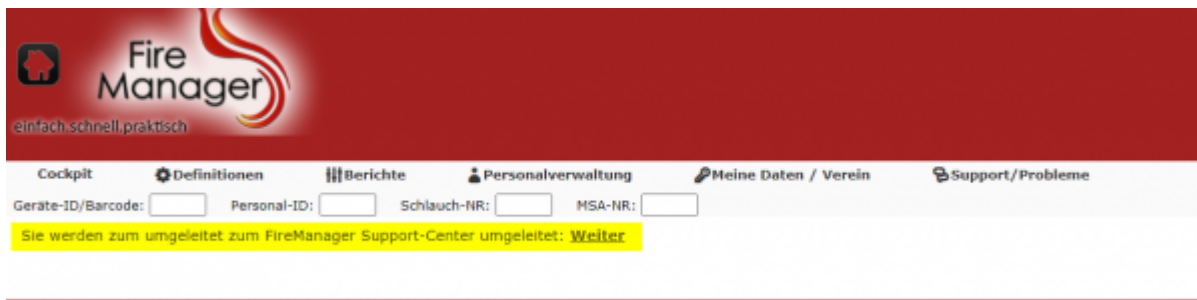 Fire
Manager
einfach.schnell.praktisch
Cockpit Definitionen Berichte Personalverwaltung Meine Daten / Verein Support/Probleme
Geräte-ID/Barcode: Personal-ID: Schlauch-NR: MSA-NR:
Sie werden zum umgeleitet zum FireManager Support-Center umgeleitet: Weiter